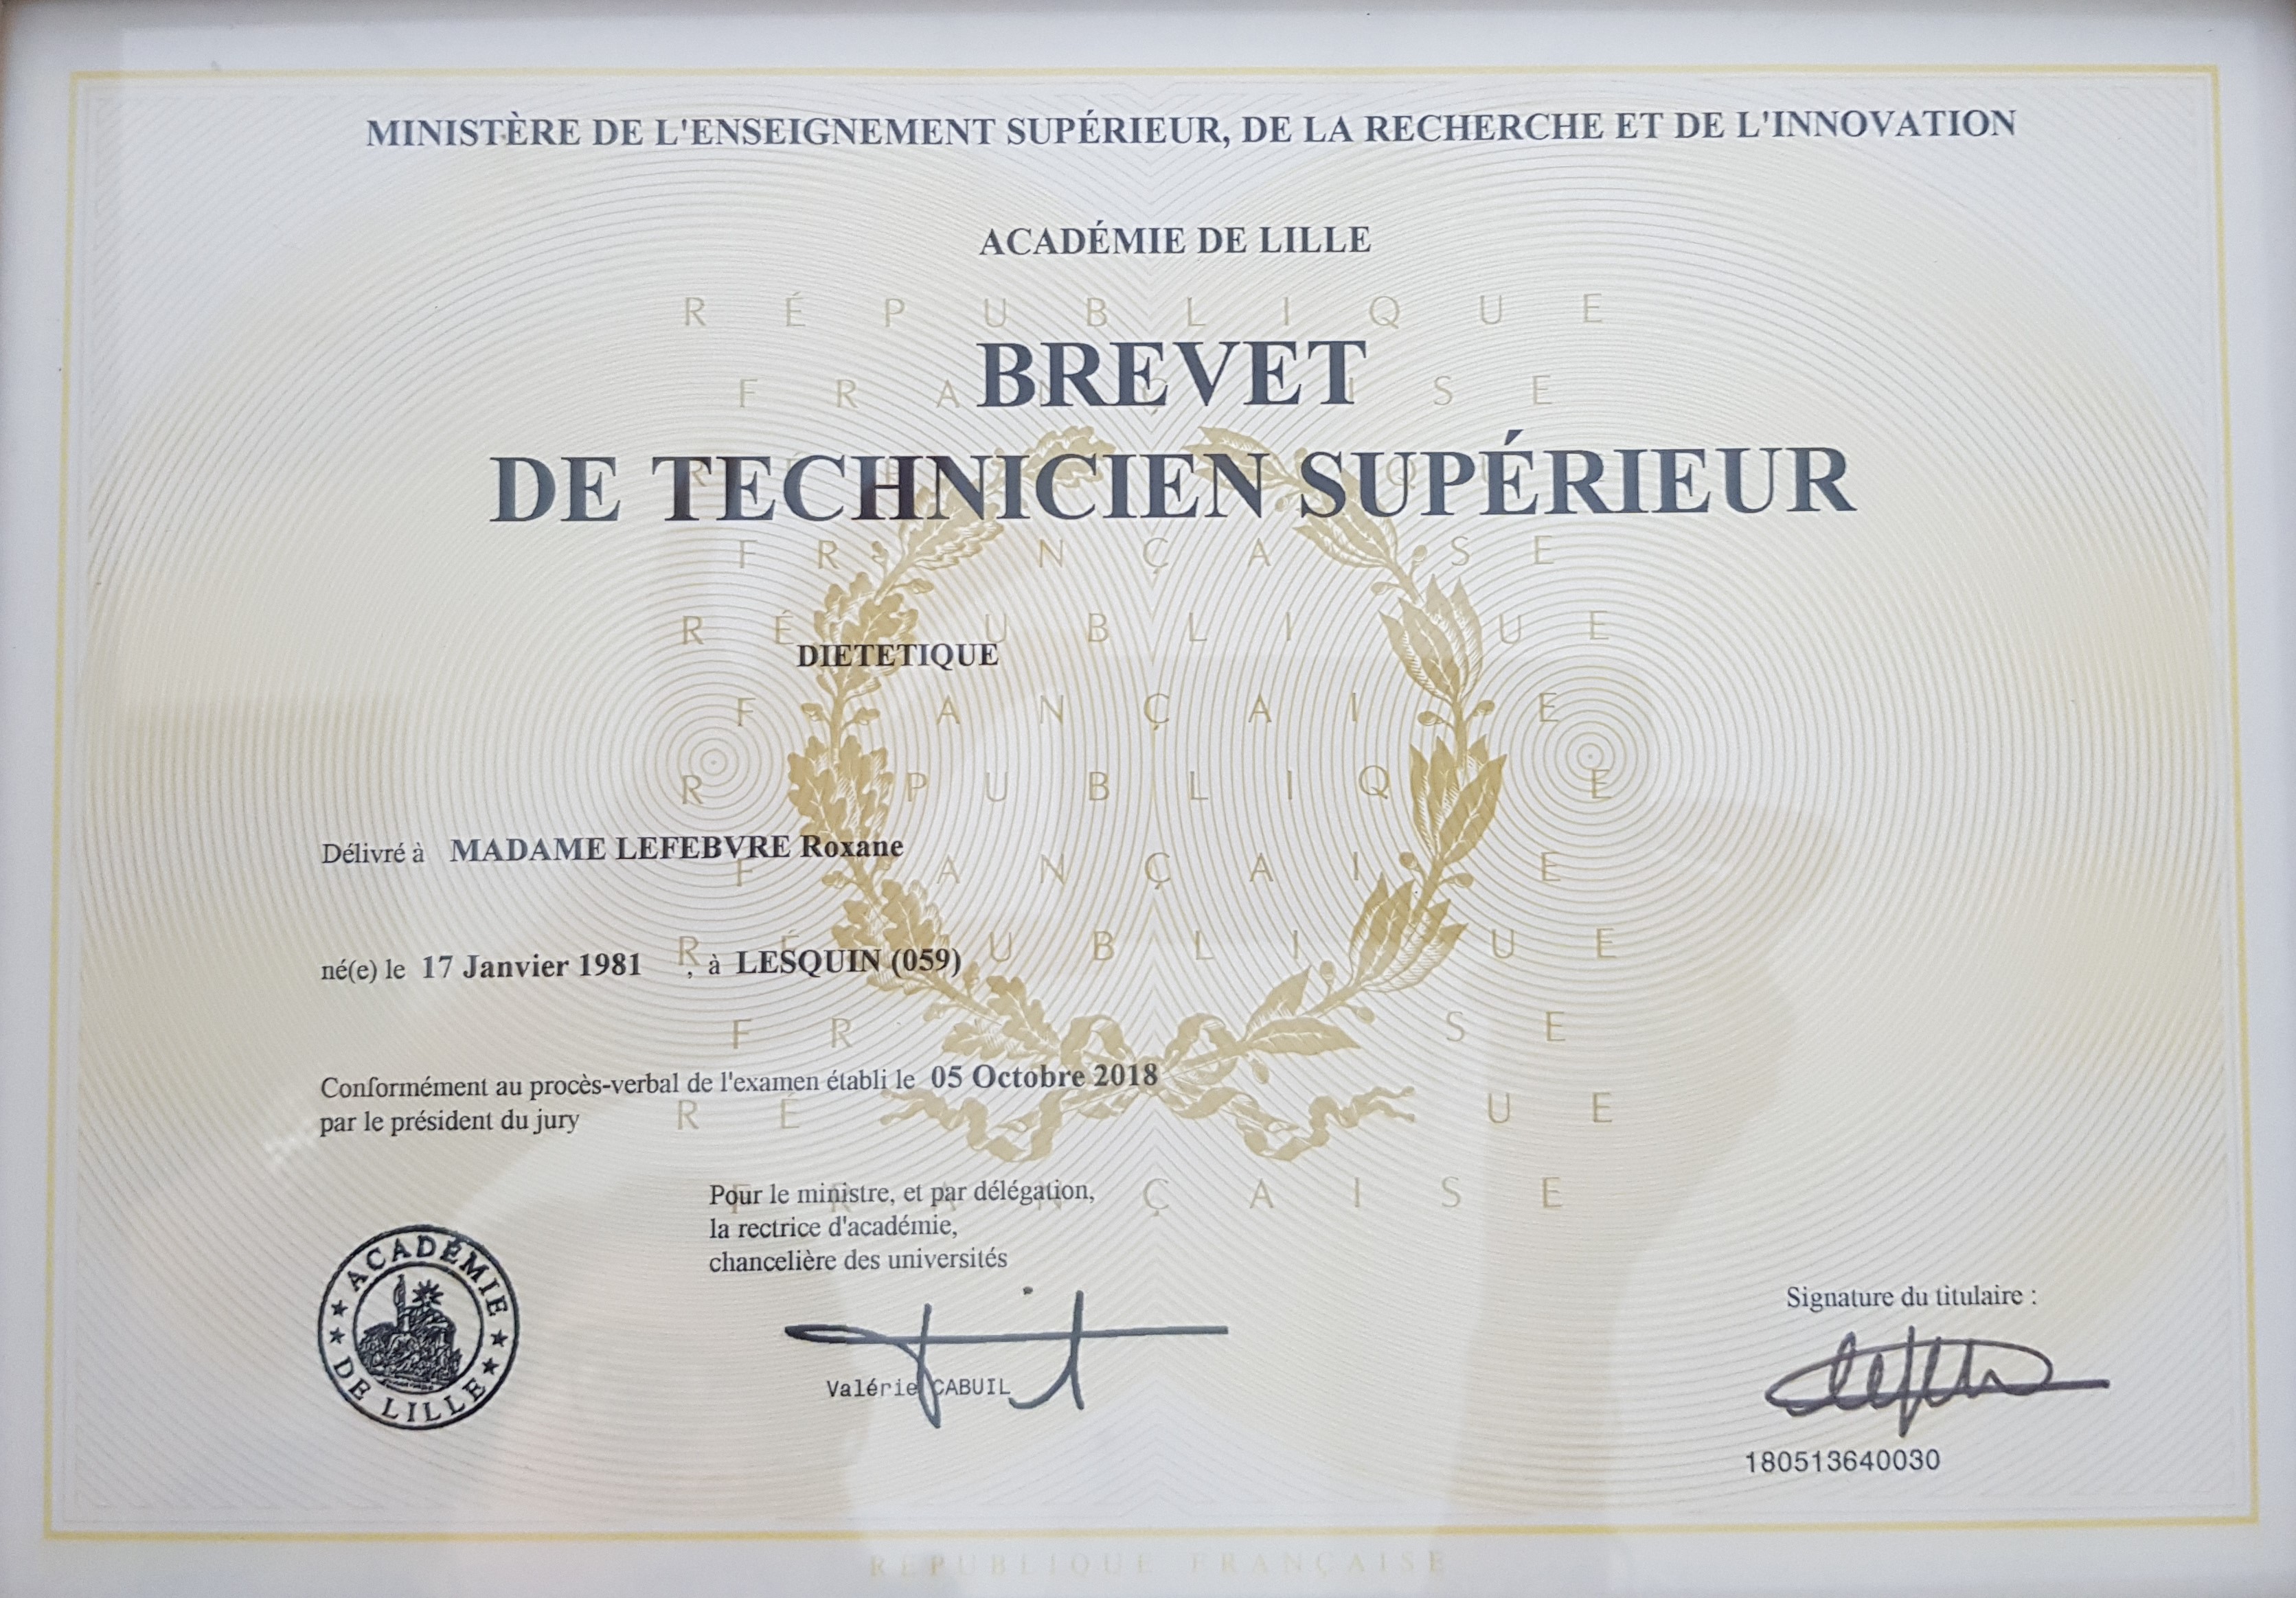 MINISTÈRE DE L'ENSEIGNEMENT SUPÉRIEUR, DE LA RECHERCHE ET DE L'INNOVATION
ACADÉMIE DE LILLE
RÉPUBLIQUE
FRANÇAISE
BREVET
DE TECHNICIEN SUPÉRIEUR
DIETETIQUE
Délivré à MADAME LEFEBVRE Roxane
né(e) le 17 Janvier 1981 , à LESQUIN (059)
Conformément au procès-verbal de l'examen établi le 05 Octobre 2018
par le président du jury
Pour le ministre, et par délégation,
la rectrice d'académie,
chancelière des universités
Valérie CABUIL
ACADÉMIE DE LILLE
Signature du titulaire :
180513640030
RÉPUBLIQUE FRANÇAISE